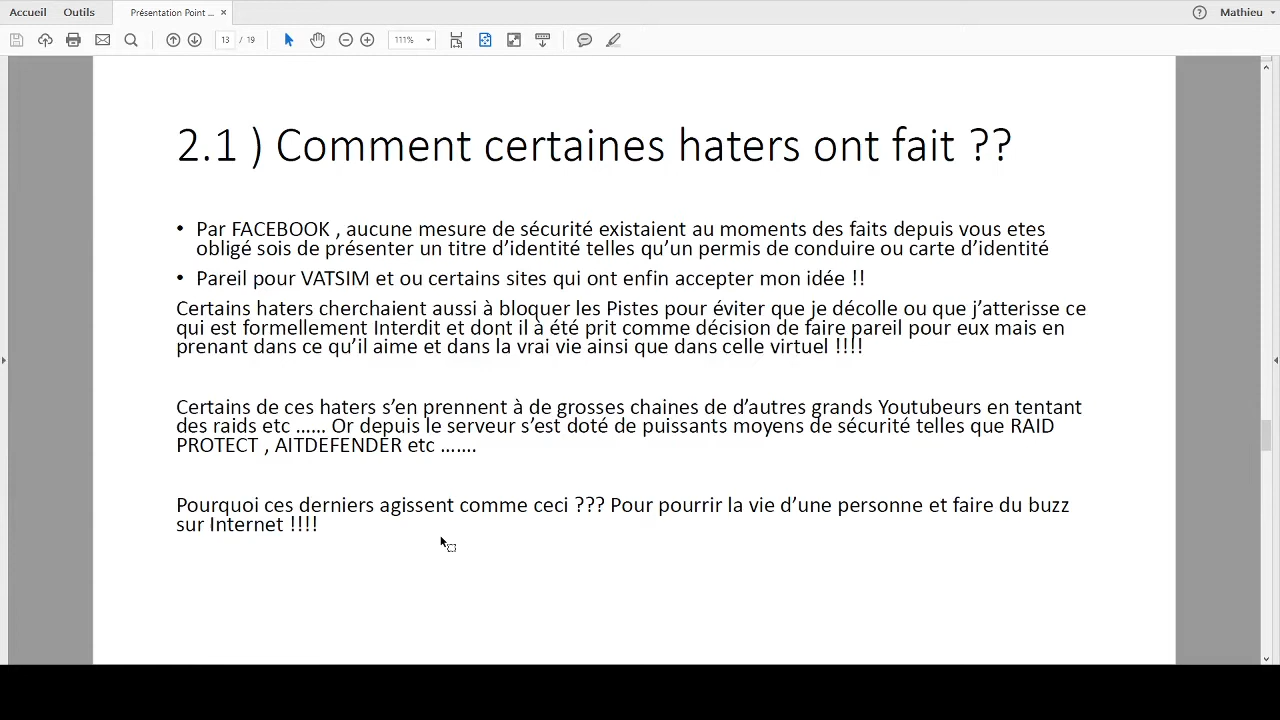 Accueil
Outils
Présentation Point ...
×
Mathieu
13 / 19
111%
2.1 ) Comment certaines haters ont fait ??
• Par FACEBOOK , aucune mesure de sécurité existaient au moments des faits depuis vous etes
obligé sois de présenter un titre d’identité telles qu’un permis de conduire ou carte d’identité
• Pareil pour VATSIM et ou certains sites qui ont enfin accepter mon idée !!
Certains haters cherchaient aussi à bloquer les Pistes pour éviter que je décolle ou que j’atterisse ce
qui est formellement Interdit et dont il à été prit comme décision de faire pareil pour eux mais en
prenant dans ce qu’il aime et dans la vrai vie ainsi que dans celle virtuel !!!!
Certains de ces haters s’en prennent à de grosses chaines de d’autres grands Youtubeurs en tentant
des raids etc …… Or depuis le serveur s’est doté de puissants moyens de sécurité telles que RAID
PROTECT , AITDEFENDER etc …….
Pourquoi ces derniers agissent comme ceci ??? Pour pourrir la vie d’une personne et faire du buzz
sur Internet !!!!